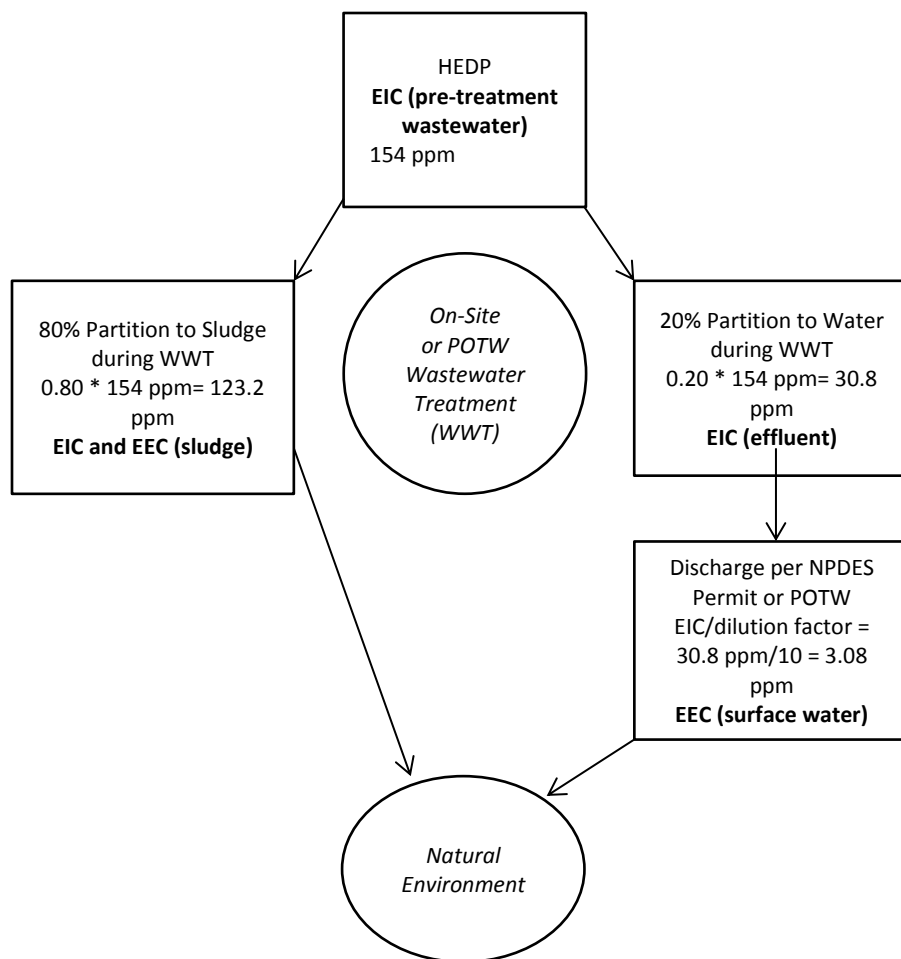 HEDP
EIC (pre-treatment
wastewater)
154 ppm
80% Partition to Sludge
during WWT
0.80 * 154 ppm= 123.2
ppm
EIC and EEC (sludge)
On-Site
or POTW
Wastewater
Treatment
(WWT)
20% Partition to Water
during WWT
0.20 * 154 ppm= 30.8
ppm
EIC (effluent)
Discharge per NPDES
Permit or POTW
EIC/dilution factor =
30.8 ppm/10 = 3.08
ppm
EEC (surface water)
Natural
Environment